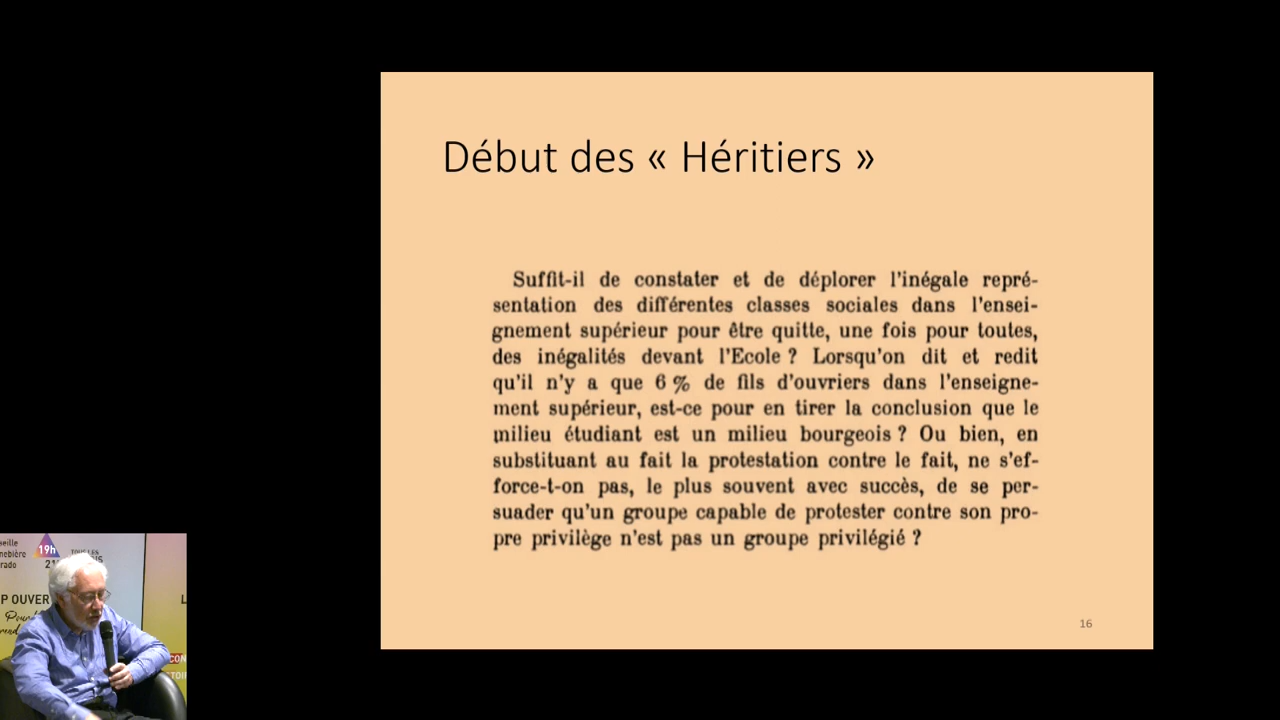 Début des « Héritiers »
Suffit-il de constater et de déplorer l'inégale repré-
sentation des différentes classes sociales dans l'ensei-
gnement supérieur pour être quitte, une fois pour toutes,
des inégalités devant l'Ecole ? Lorsqu'on dit et redit
qu'il n'y a que 6 % de fils d'ouvriers dans l'enseigne-
ment supérieur, est-ce pour en tirer la conclusion que le
milieu étudiant est un milieu bourgeois ? Ou bien, en
substituant au fait la protestation contre le fait, ne s'ef-
force-t-on pas, le plus souvent avec succès, de se per-
suader qu'un groupe capable de protester contre son pro-
pre privilège n'est pas un groupe privilégié ?
16
19h
P OUVER